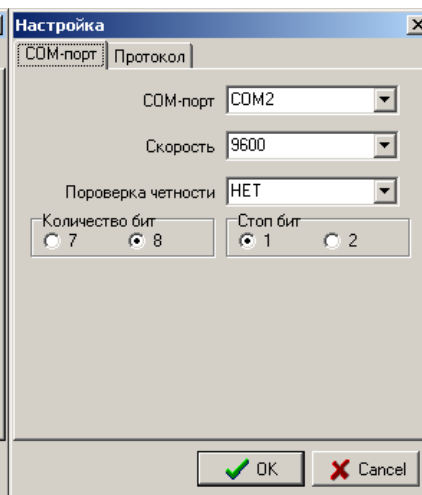 Настройка
COM-порт Протокол
COM-порт COM2
Скорость 9600
Пороверка четности НЕТ
Количество бит Стоп бит
7 8 1 2
OK Cancel